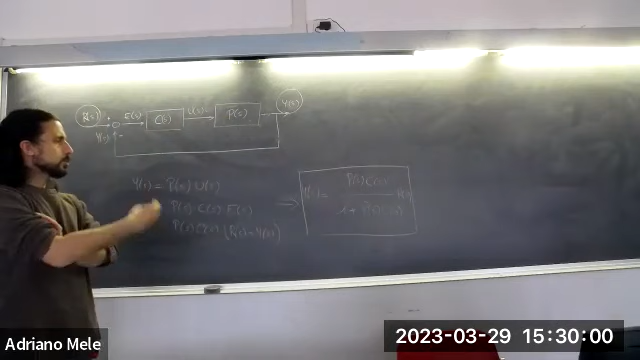 R(s) + E(s) C(s) U(s) P(s) Y(s)
Y(s) -
Y(s) = P(s) U(s)
P(s) C(s) E(s)
P(s) C(s) (R(s) - Y(s))
⇒ Y(s) = P(s)C(s) / 1 + P(s)C(s) R(s)
Adriano Mele
2023-03-29 15:30:00